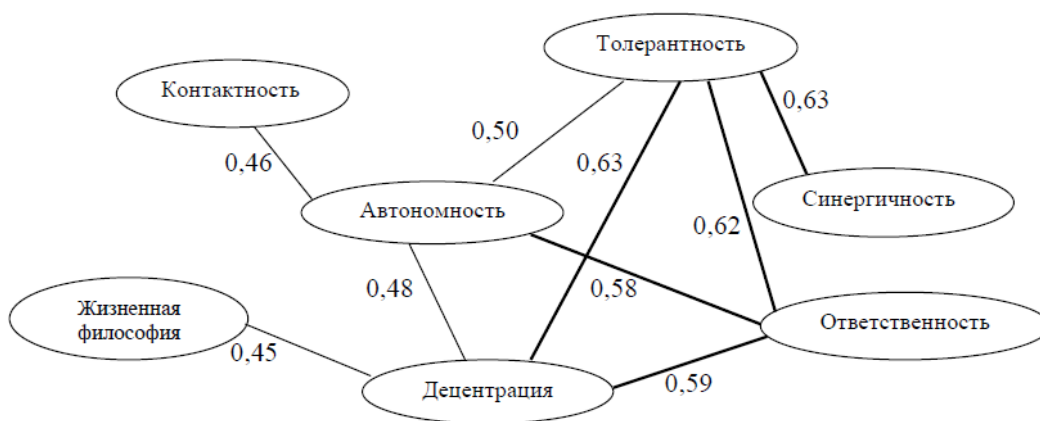 Толерантность
Контактность
0,63
0,50
0,46
0,63
Синергичность
Автономность
0,62
0,48
0,58
Жизненная
философия
Ответственность
0,45
0,59
Децентрация